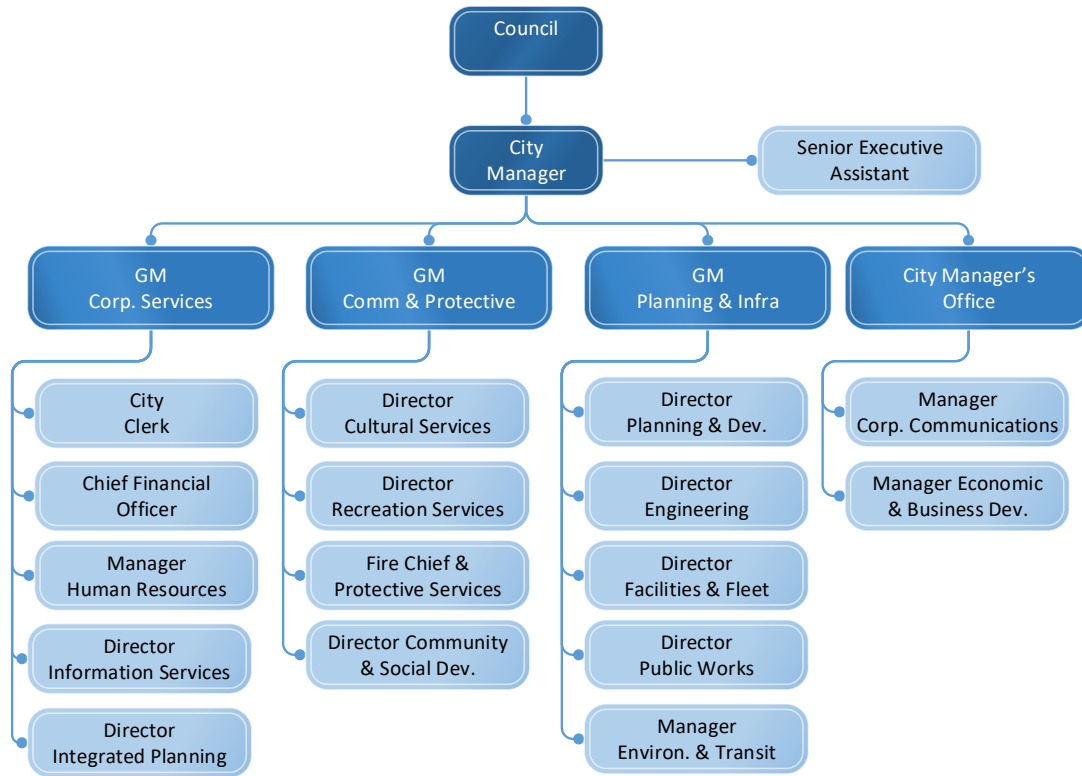 Council
City
Manager
Senior Executive
Assistant
GM
Corp. Services
GM
Comm & Protective
GM
Planning & Infra
City Manager’s
Office
City
Clerk
Chief Financial
Officer
Manager
Human Resources
Director
Information Services
Director
Integrated Planning
Director
Cultural Services
Director
Recreation Services
Fire Chief &
Protective Services
Director Community
& Social Dev.
Director
Planning & Dev.
Director
Engineering
Director
Facilities & Fleet
Director
Public Works
Manager
Environ. & Transit
Manager
Corp. Communications
Manager Economic
& Business Dev.